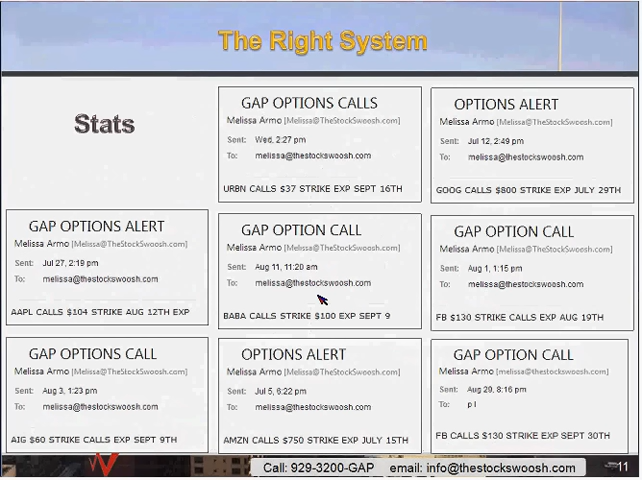 The Right System
Stats
GAP OPTIONS CALLS
Melissa Armo [Melissa@TheStockSwoosh.com]
Sent: Wed, 2:27 pm
To: melissa@thestockswoosh.com
URBN CALLS $37 STRIKE EXP SEPT 16TH
OPTIONS ALERT
Melissa Armo [Melissa@TheStockSwoosh.com]
Sent: Jul 12, 2:49 pm
To: melissa@thestockswoosh.com
GOOG CALLS $800 STRIKE EXP JULY 29TH
GAP OPTIONS ALERT
Melissa Armo [Melissa@TheStockSwoosh.com]
Sent: Jul 27, 2:19 pm
To: melissa@thestockswoosh.com
AAPL CALLS $104 STRIKE AUG 12TH EXP
GAP OPTION CALL
Melissa Armo [Melissa@TheStockSwoosh.com]
Sent: Aug 11, 11:20 am
To: melissa@thestockswoosh.com
BABA CALLS STRIKE $100 EXP SEPT 9
GAP OPTION CALL
Melissa Armo [Melissa@TheStockSwoosh.com]
Sent: Aug 1, 1:15 pm
To: melissa@thestockswoosh.com
FB $130 STRIKE CALLS EXP AUG 19TH
GAP OPTIONS CALL
Melissa Armo [Melissa@TheStockSwoosh.com]
Sent: Aug 3, 1:23 pm
To: melissa@thestockswoosh.com
AIG $60 STRIKE CALLS EXP SEPT 9TH
OPTIONS ALERT
Melissa Armo [Melissa@TheStockSwoosh.com]
Sent: Jul 5, 6:22 pm
To: melissa@thestockswoosh.com
AMZN CALLS $750 STRIKE EXP JULY 15TH
GAP OPTION CALL
Melissa Armo [melissa@thestockswoosh.com]
Sent: Aug 29, 8:16 pm
To: p l
FB CALLS $130 STRIKE EXP SEPT 30TH
Call: 929-3200-GAP email: info@thestockswoosh.com
11